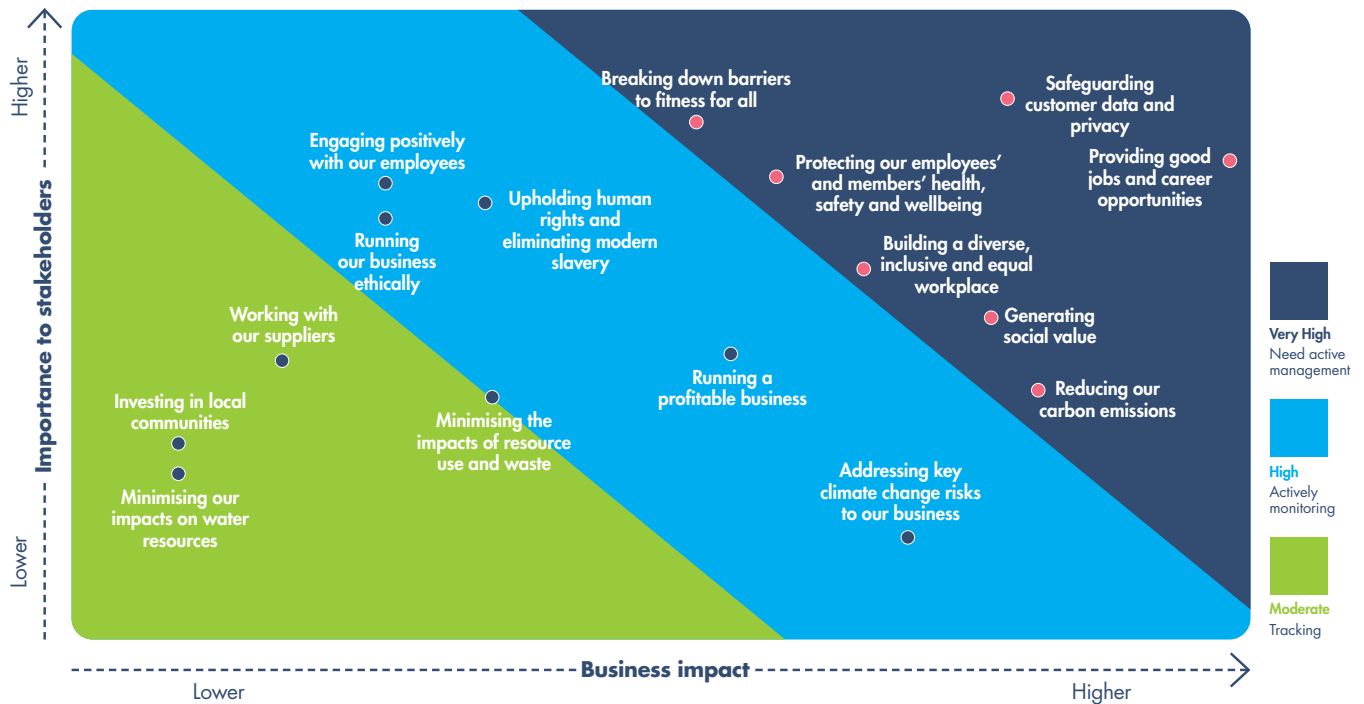 Importance to stakeholders
Higher
Lower
Breaking down barriers
to fitness for all
Safeguarding
customer data and
privacy
Engaging positively
with our employees
Protecting our employees’
and members’ health,
safety and wellbeing
Providing good
jobs and career
opportunities
Upholding human
rights and
eliminating modern
slavery
Running
our business
ethically
Building a diverse,
inclusive and equal
workplace
Working with
our suppliers
Generating
social value
Running a
profitable business
Reducing our
carbon emissions
Investing in local
communities
Minimising the
impacts of resource
use and waste
Minimising our
impacts on water
resources
Addressing key
climate change risks
to our business
Very High
Need active
management
High
Actively
monitoring
Moderate
Tracking
Business impact
Lower
Higher